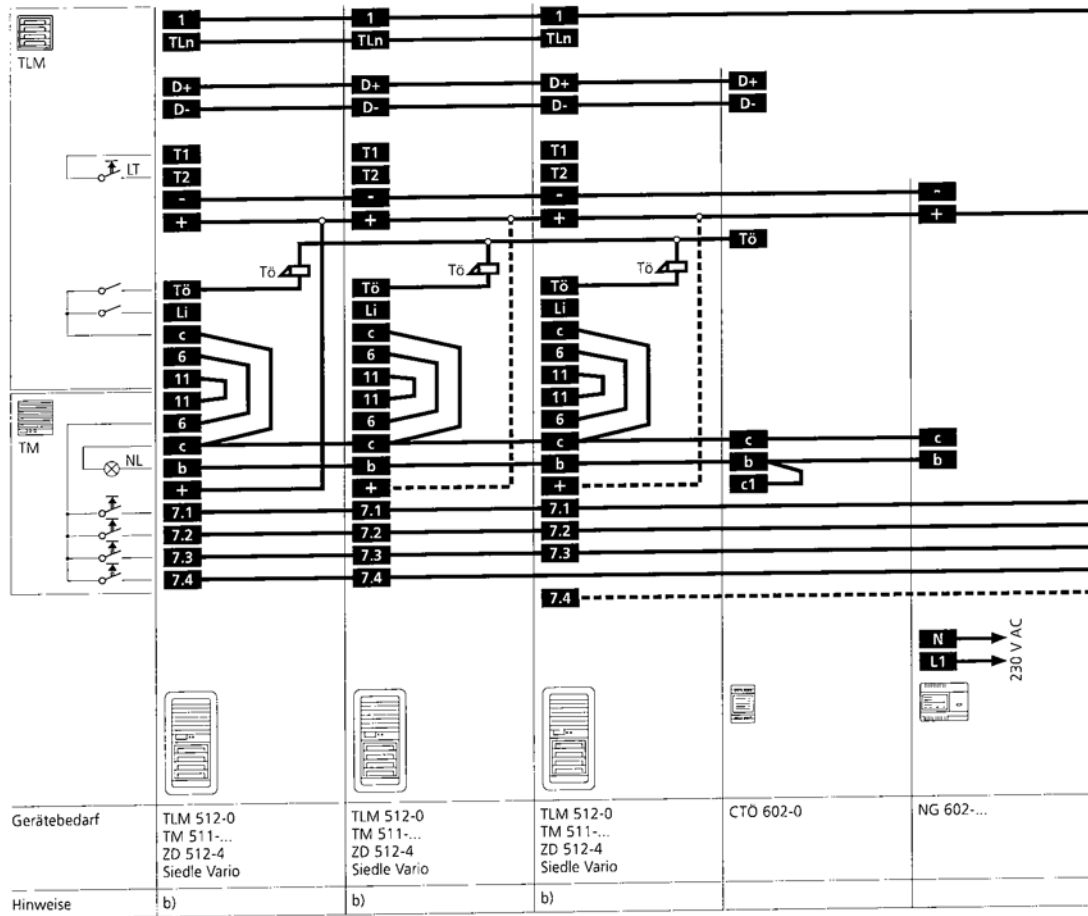 1 1 1
TLn TLn TLn
TLM
D+ D+ D+ D+
D- D- D- D-
T1 T1 T1
LT T2 T2 T2
- - - -
+ + + +
Tö
Tö Tö Tö
Tö Tö Tö
Li Li Li
c c c
6 6 6
11 11 11
11 11 11
6 6 6
TM
c c c c c
NL b b b b b
+ + + c1
7.1 7.1 7.1
7.2 7.2 7.2
7.3 7.3 7.3
7.4 7.4
7.4
N
L1
230 V AC
Gerätebedarf TLM 512-0 TLM 512-0 TLM 512-0 CTÖ 602-0 NG 602-...
TM 511-... TM 511-... TM 511-...
ZD 512-4 ZD 512-4 ZD 512-4
Siedle Vario Siedle Vario Siedle Vario
Hinweise b) b) b)